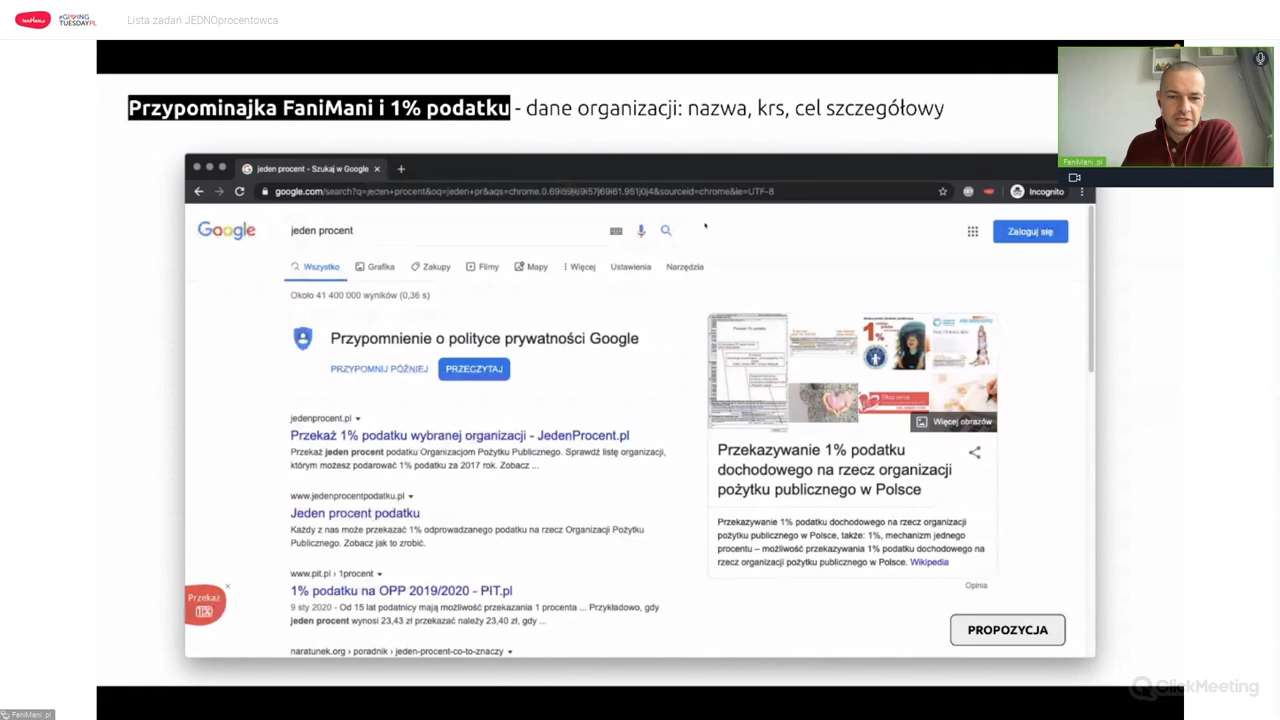 FaniMani.pl
#GIVING
TUESDAYPL
Lista zadań JEDNOprocentowca
Przypominajka FaniMani i 1% podatku - dane organizacji: nazwa, krs, cel szczegółowy
FaniMani .pl
jeden procent - Szukaj w Google
Incognito
Google
jeden procent
Zaloguj się
Wszystko
Grafika
Zakupy
Filmy
Mapy
Więcej
Ustawienia
Narzędzia
Około 41 400 000 wyników (0,36 s)
Przypomnienie o polityce prywatności Google
PRZYPOMNIJ PÓŹNIEJ
PRZECZYTAJ
jedenprocent.pl
Przekaż 1% podatku wybranej organizacji - JedenProcent.pl
Przekaż jeden procent podatku Organizacjom Pożytku Publicznego. Sprawdź listę organizacji,
którym możesz podarować 1% podatku za 2017 rok. Zobacz ...
www.jedenprocentpodatku.pl
Jeden procent podatku
Każdy z nas może przekazać 1% odprowadzanego podatku na rzecz Organizacji Pożytku
Publicznego. Zobacz jak to zrobić.
www.pit.pl › 1procent
1% podatku na OPP 2019/2020 - PIT.pl
9 sty 2020 - Od 15 lat podatnicy mają możliwość przekazania 1 procenta ... Przykładowo, gdy
jeden procent wynosi 23,43 zł przekazać należy 23,40 zł, gdy ...
naratunek.org › poradnik › jeden-procent-co-to-znaczy
Przekaż
1%
1%
Więcej obrazów
Przekazywanie 1% podatku
dochodowego na rzecz organizacji
pożytku publicznego w Polsce
Przekazywanie 1% podatku dochodowego na rzecz organizacji
pożytku publicznego w Polsce, także: 1%, mechanizm jednego
procentu – możliwość przekazywania 1% podatku dochodowego na
rzecz organizacji pożytku publicznego w Polsce. Wikipedia
Opinia
PROPOZYCJA
ClickMeeting
FaniMani .pl